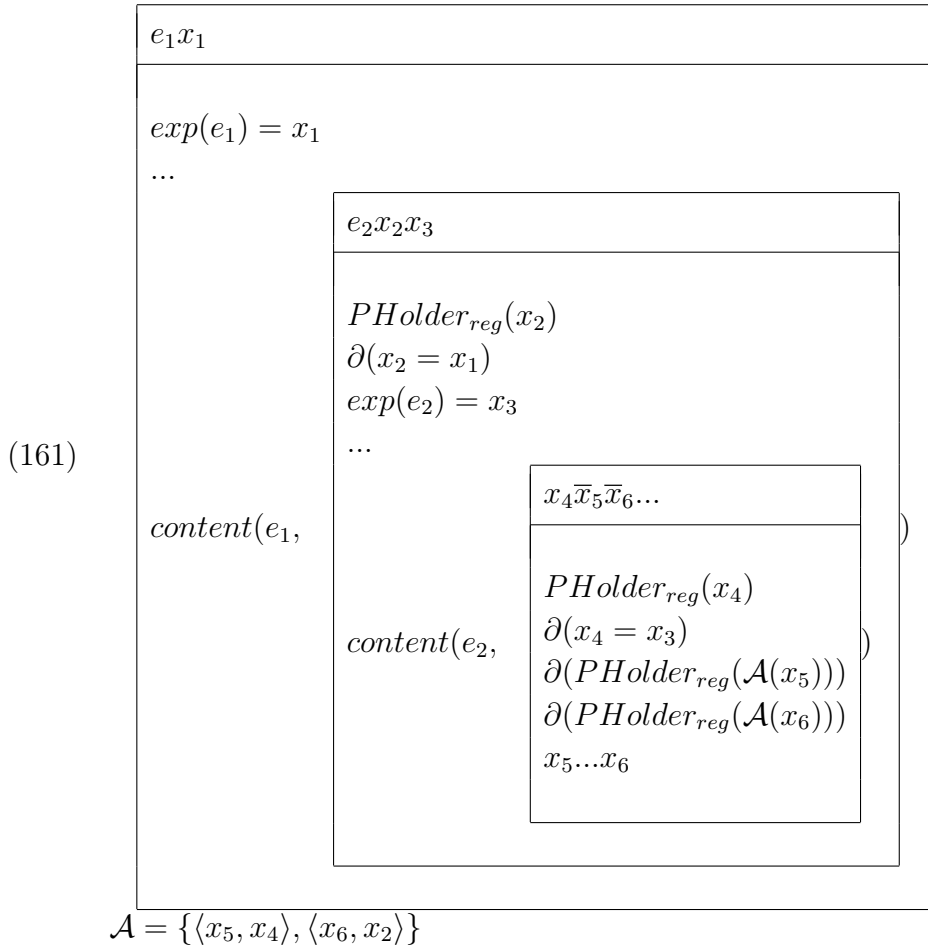 e₁x₁
exp(e₁) = x₁
...
e₂x₂x₃
PHolder_reg(x₂)
∂(x₂ = x₁)
exp(e₂) = x₃
...
(161)
x₄x̅₅x̅₆...
content(e₁, )
PHolder_reg(x₄)
∂(x₄ = x₃)
content(e₂, )
∂(PHolder_reg(𝒜(x₅)))
∂(PHolder_reg(𝒜(x₆)))
x₅...x₆
𝒜 = {⟨x₅, x₄⟩, ⟨x₆, x₂⟩}